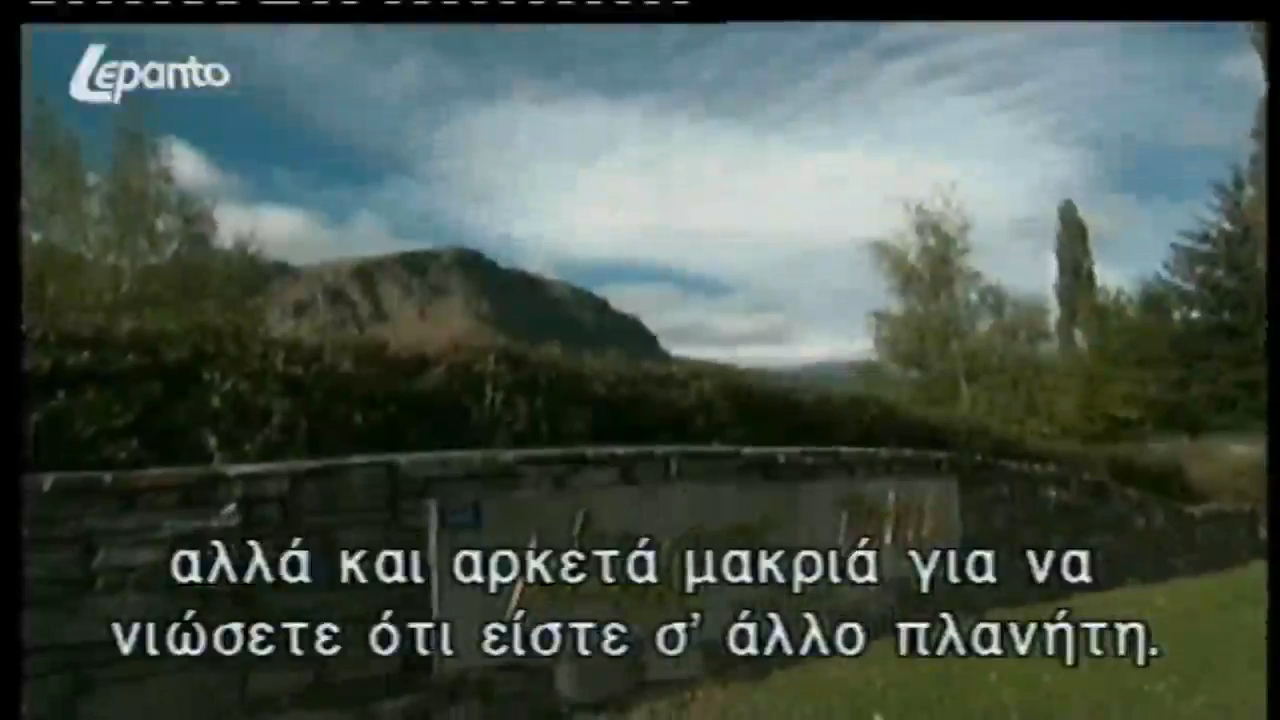 Lepanto
αλλά και αρκετά μακριά για να
νιώσετε ότι είστε σ' άλλο πλανήτη.